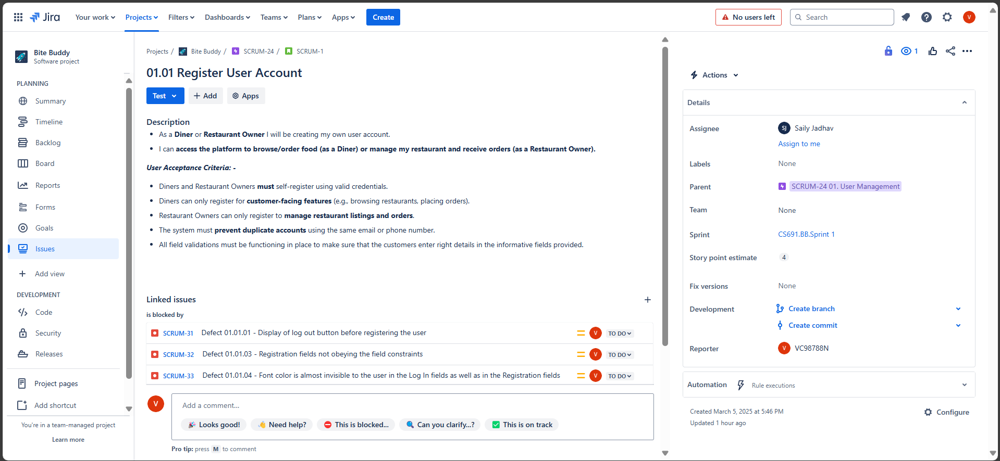 Jira
Your work
Projects
Filters
Dashboards
Teams
Plans
Apps
Create
No users left
Search
V
Bite Buddy
Software project
PLANNING
Summary
Timeline
Backlog
Board
Reports
Forms
Goals
Issues
Add view
DEVELOPMENT
Code
Security
Releases
Project pages
Add shortcut
You're in a team-managed project
Learn more
Projects / Bite Buddy / SCRUM-24 / SCRUM-1
01.01 Register User Account
Test
+ Add
Apps
Description
• As a Diner or Restaurant Owner I will be creating my own user account.
• I can access the platform to browse/order food (as a Diner) or manage my restaurant and receive orders (as a Restaurant Owner).
User Acceptance Criteria: -
• Diners and Restaurant Owners must self-register using valid credentials.
• Diners can only register for customer-facing features (e.g., browsing restaurants, placing orders).
• Restaurant Owners can only register to manage restaurant listings and orders.
• The system must prevent duplicate accounts using the same email or phone number.
• All field validations must be functioning in place to make sure that the customers enter right details in the informative fields provided.
Linked issues
is blocked by
SCRUM-31 Defect 01.01.01 - Display of log out button before registering the user V TO DO
SCRUM-32 Defect 01.01.03 - Registration fields not obeying the field constraints V TO DO
SCRUM-33 Defect 01.01.04 - Font color is almost invisible to the user in the Log In fields as well as in the Registration fields V TO DO
V
Add a comment...
Looks good!
Need help?
This is blocked...
Can you clarify...?
This is on track
Pro tip: press M to comment
1
Actions
Details
Assignee SJ Saily Jadhav
Assign to me
Labels None
Parent SCRUM-24 01. User Management
Team None
Sprint CS691.BB.Sprint 1
Story point estimate 4
Fix versions None
Development Create branch
Create commit
Reporter V VC98788N
Automation Rule executions
Created March 5, 2025 at 5:46 PM
Updated 1 hour ago
Configure